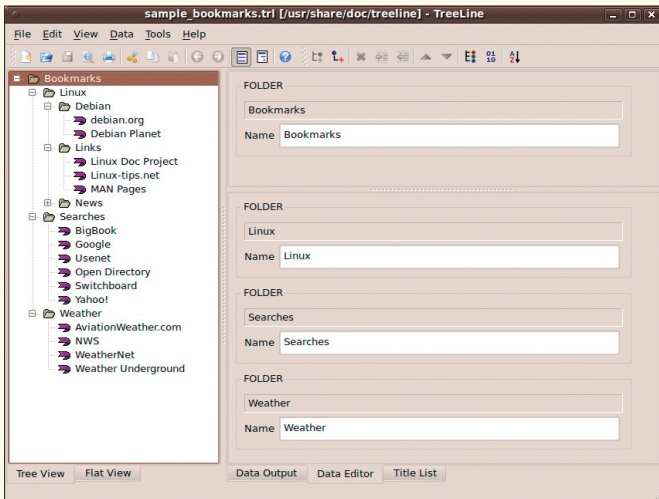 sample_bookmarks.trl [/usr/share/doc/treeline] - TreeLine
File Edit View Data Tools Help
Bookmarks
Linux
Debian
debian.org
Debian Planet
Links
Linux Doc Project
Linux-tips.net
MAN Pages
News
Searches
BigBook
Google
Usenet
Open Directory
Switchboard
Yahoo!
Weather
AviationWeather.com
NWS
WeatherNet
Weather Underground
Tree View Flat View
FOLDER
Bookmarks
Name Bookmarks
FOLDER
Linux
Name Linux
FOLDER
Searches
Name Searches
FOLDER
Weather
Name Weather
Data Output Data Editor Title List